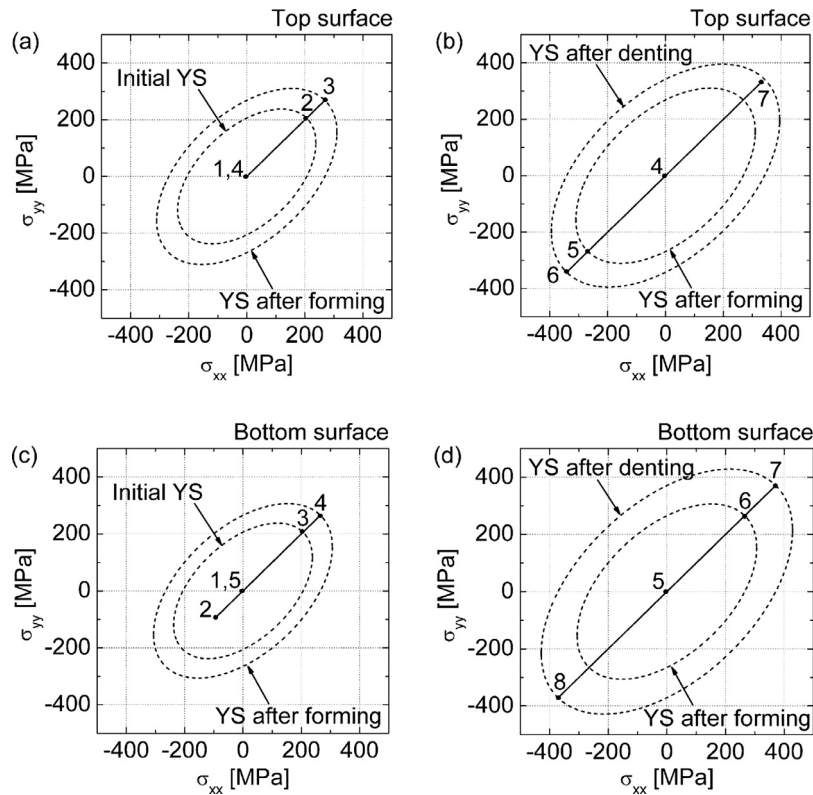 (a)
Top surface
Initial YS
3
2
1,4
YS after forming
400
200
0
-200
-400
σyy [MPa]
-400 -200 0 200 400
σxx [MPa]
(b)
Top surface
YS after denting
7
4
5
6
YS after forming
400
200
0
-200
-400
σyy [MPa]
-400 -200 0 200 400
σxx [MPa]
(c)
Bottom surface
Initial YS
4
3
1,5
2
YS after forming
400
200
0
-200
-400
σyy [MPa]
-400 -200 0 200 400
σxx [MPa]
(d)
Bottom surface
YS after denting
7
6
5
8
YS after forming
400
200
0
-200
-400
σyy [MPa]
-400 -200 0 200 400
σxx [MPa]